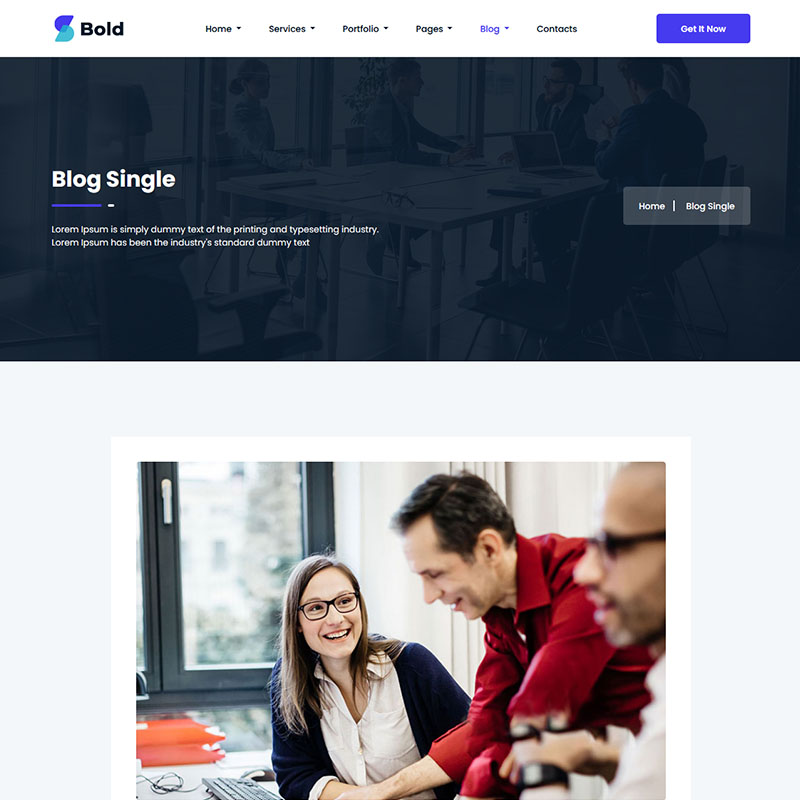 Bold
Home
Services
Portfolio
Pages
Blog
Contacts
Get It Now
Blog Single
Lorem Ipsum is simply dummy text of the printing and typesetting industry.
Lorem Ipsum has been the industry's standard dummy text
Home | Blog Single